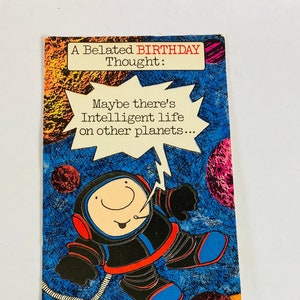 A Belated BIRTHDAY
Thought:
Maybe there's
Intelligent life
on other planets...